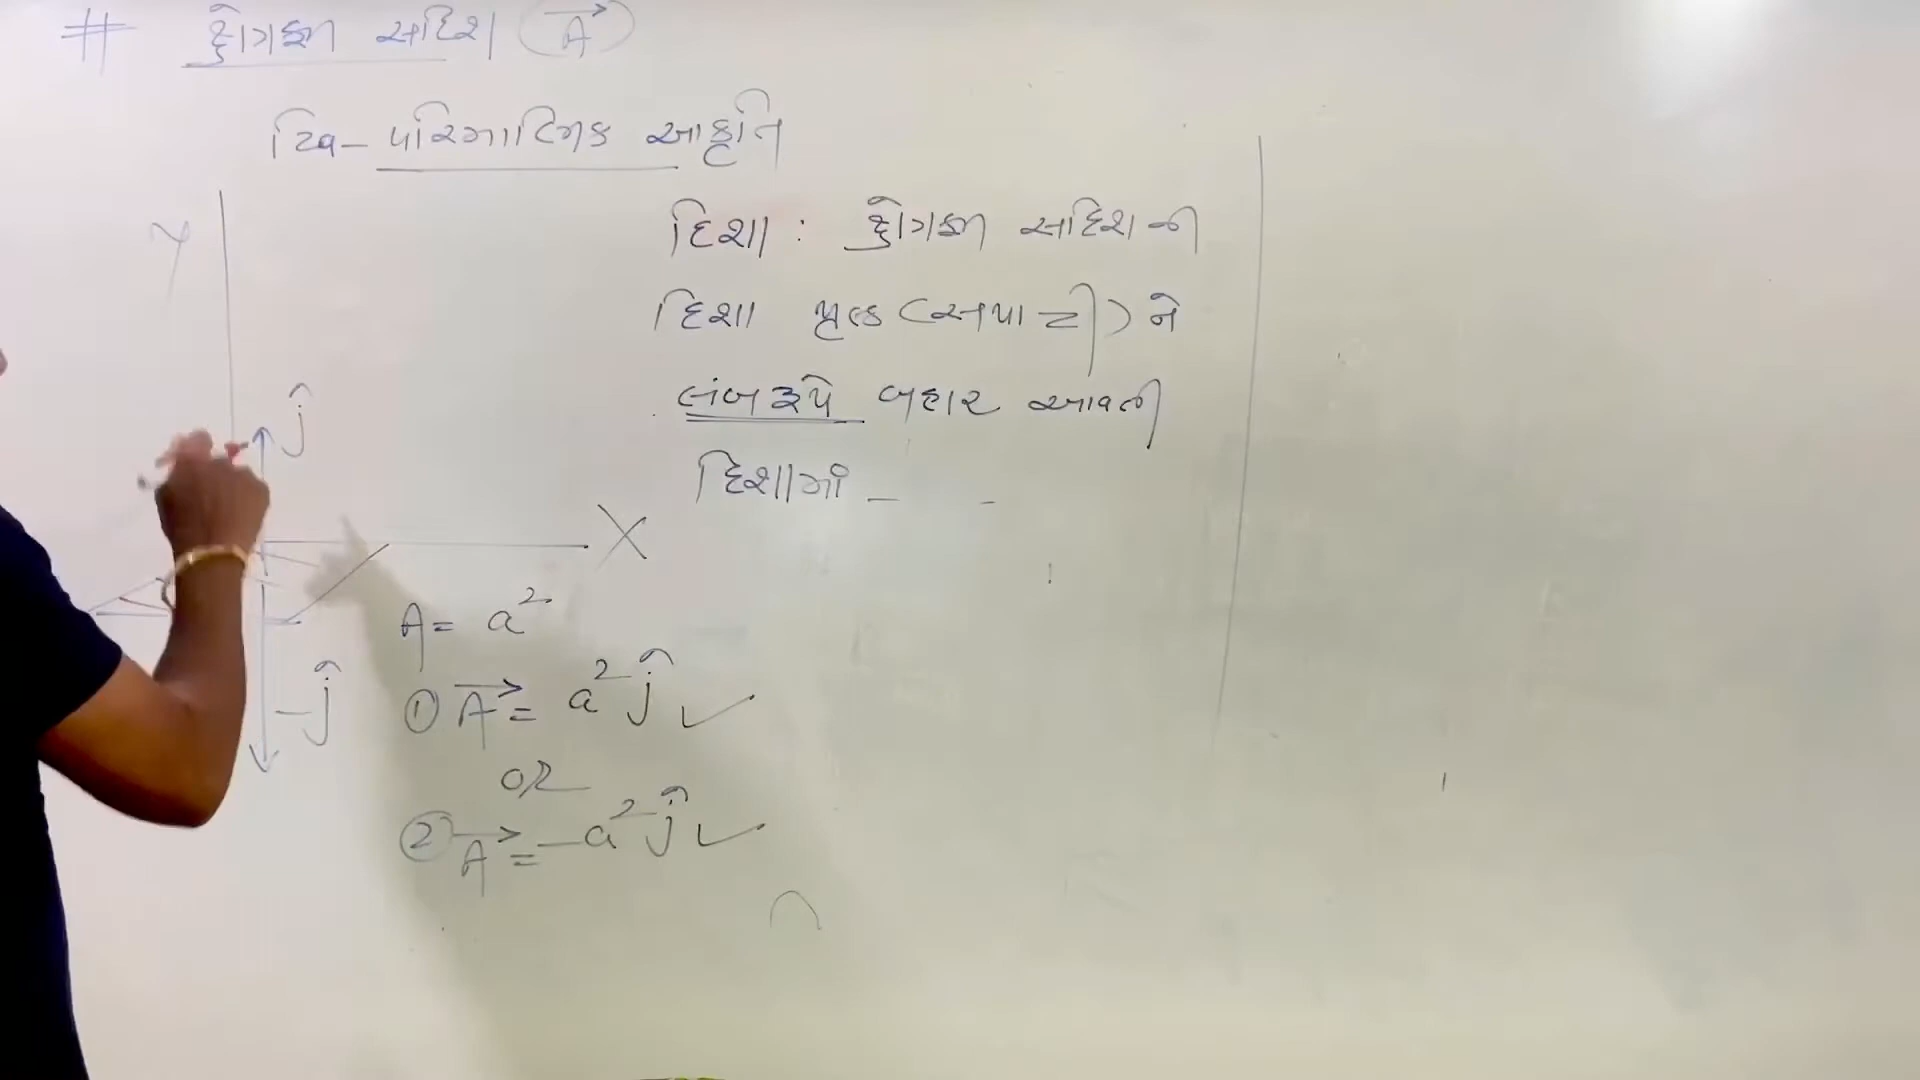 # ક્ષેત્રફળ સદિશ (A⃗)
દ્વિ-પરિમાણિક આકૃતિ
Y
દિશા : ક્ષેત્રફળ સદિશની
દિશા પૃષ્ઠ (સપાટી) ને
લંબરૂપે બહાર આવતી
દિશામાં _ _
ĵ
X
A = a²
-ĵ
① A⃗ = a² ĵ ✓
OR
② A⃗ = -a² ĵ ✓